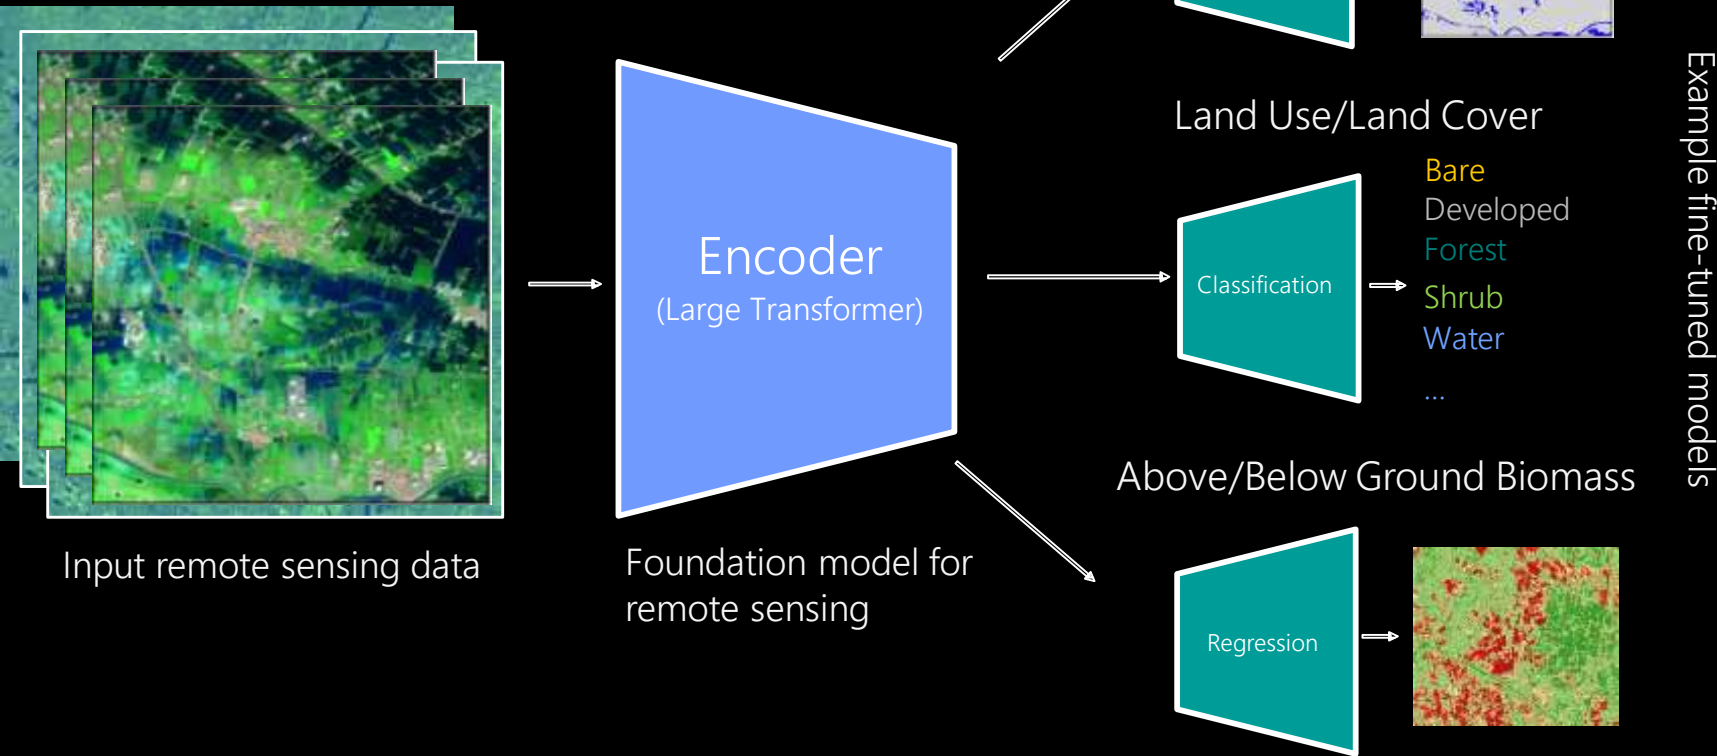 Land Use/Land Cover
Encoder
(Large Transformer)
Classification
Bare
Developed
Forest
Shrub
Water
...
Above/Below Ground Biomass
Input remote sensing data
Foundation model for
remote sensing
Regression
Example fine-tuned models